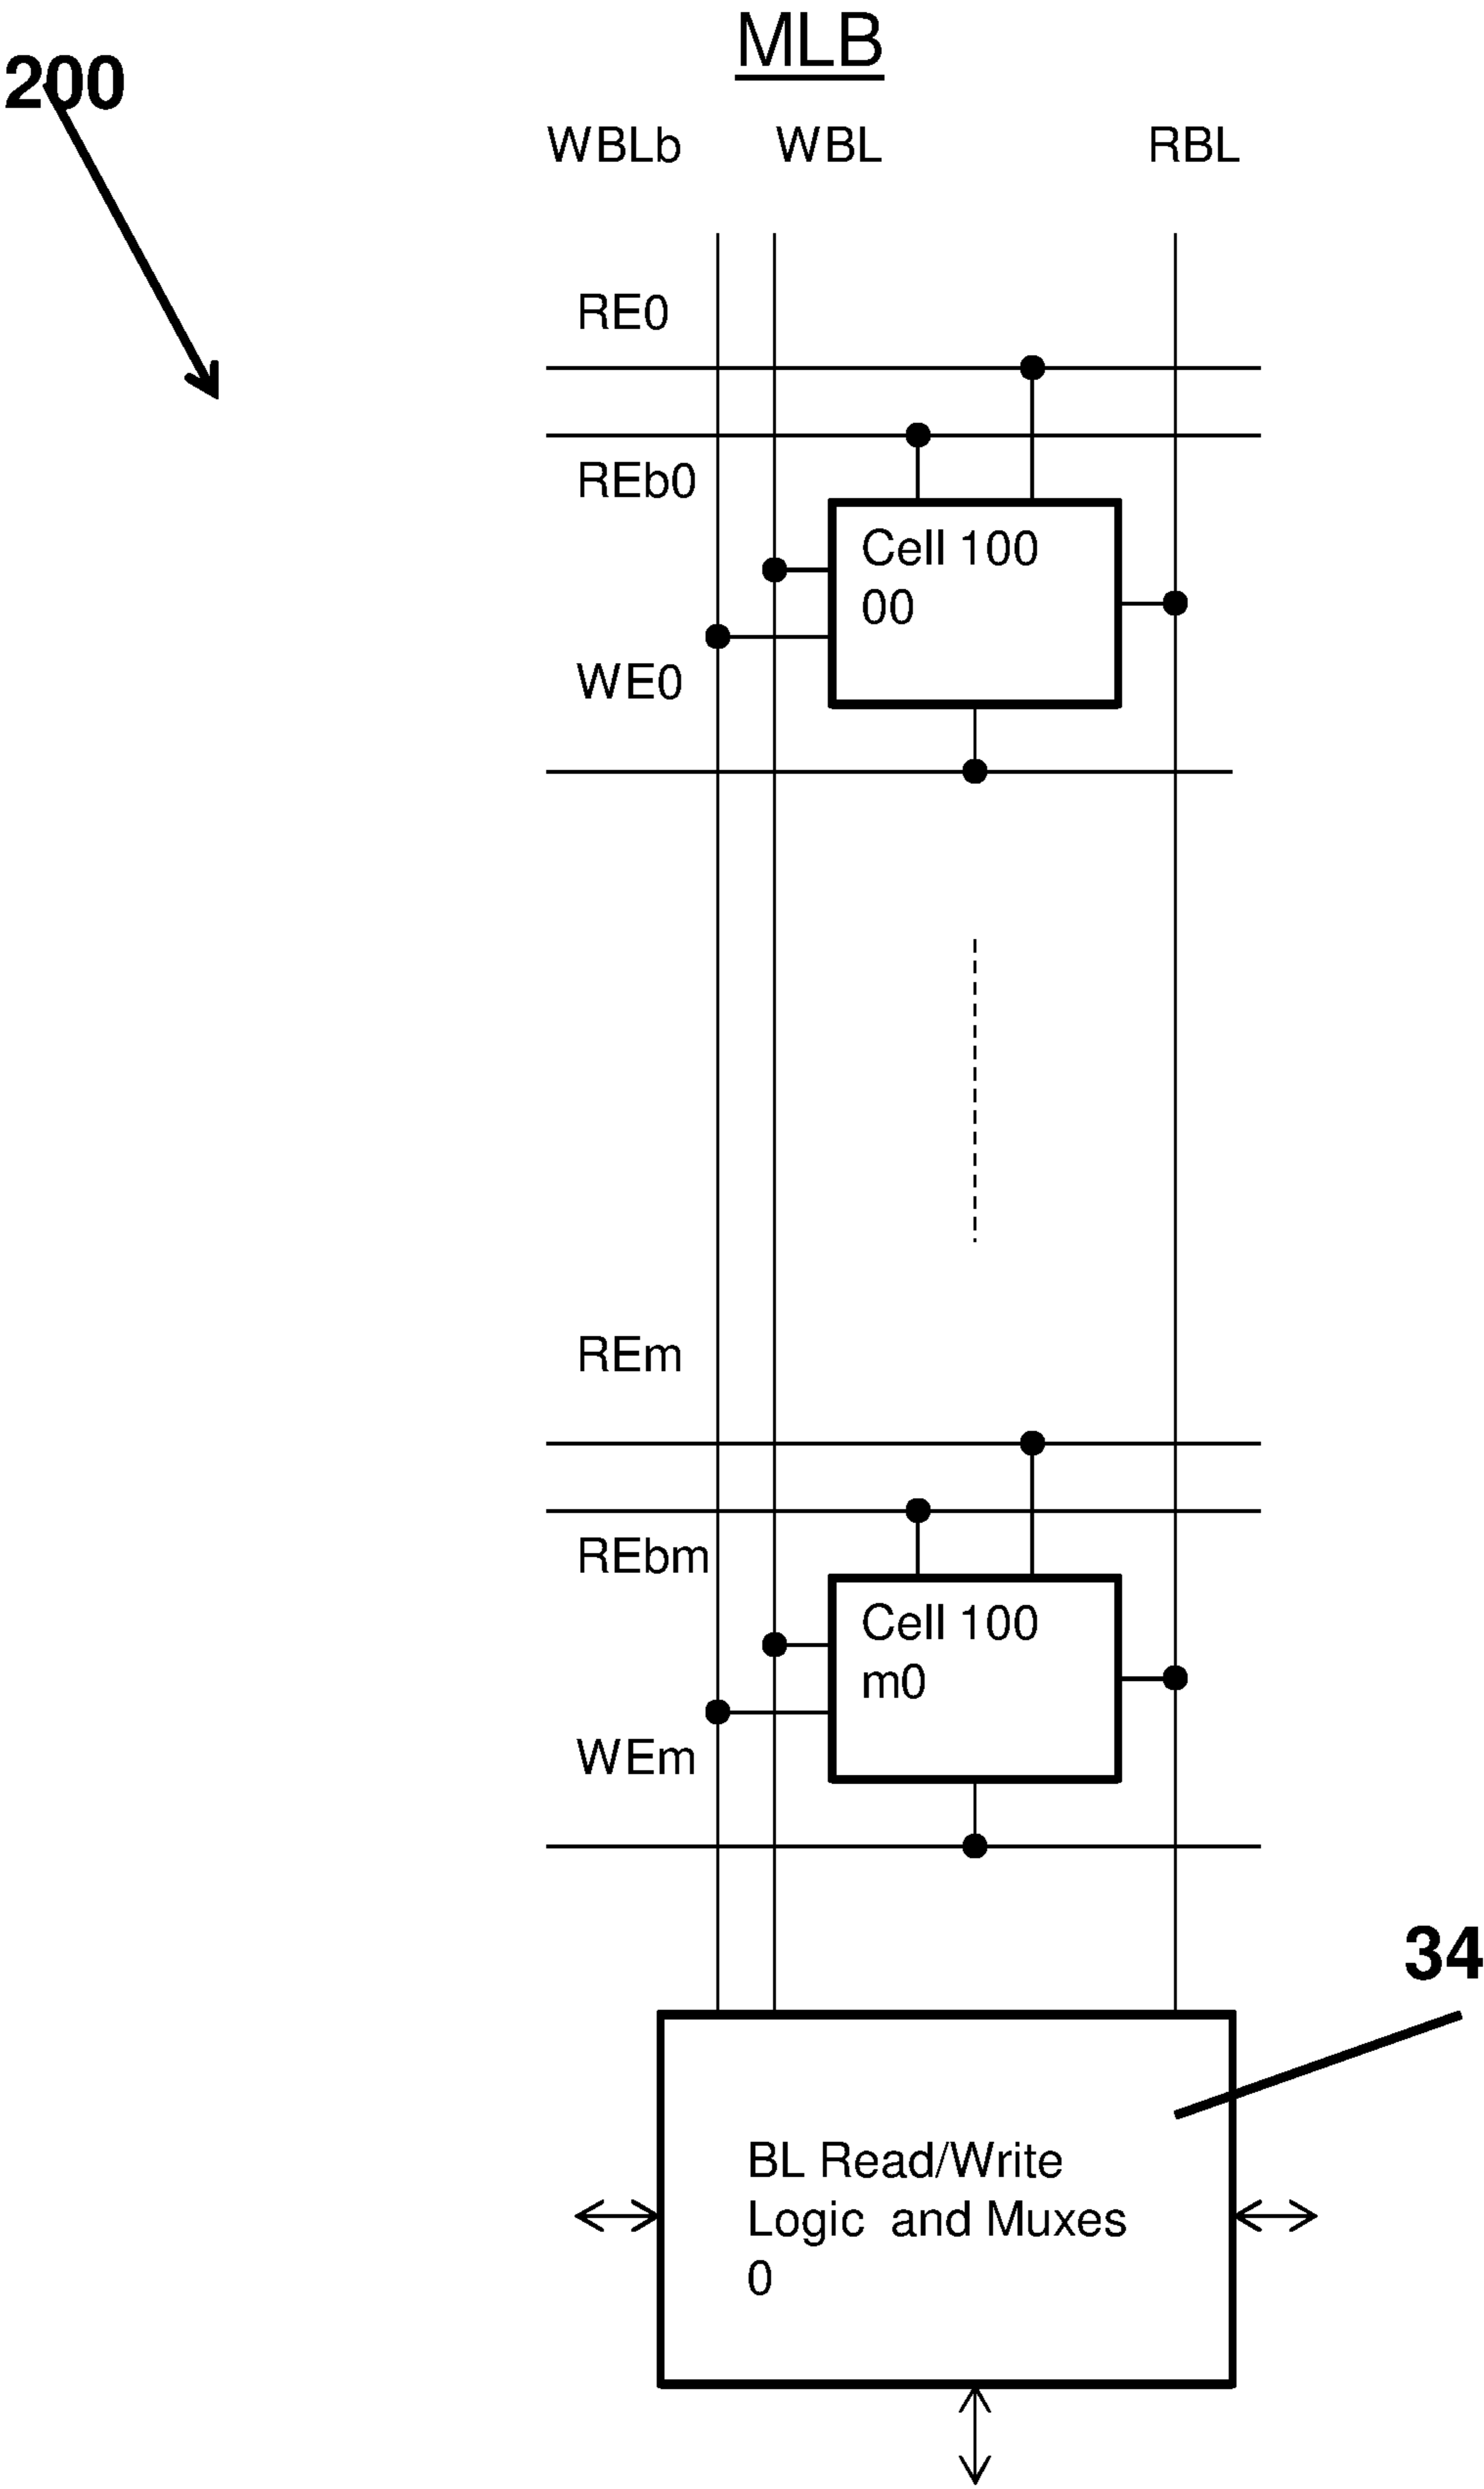 MLB
200
WBLb WBL RBL
RE0
REb0
Cell 100
00
WE0
REm
REbm
Cell 100
m0
WEm
34
BL Read/Write
Logic and Muxes
0